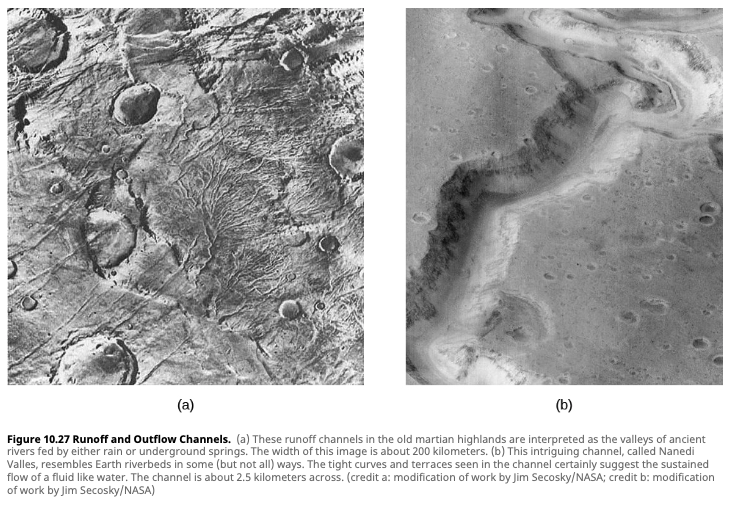 (a)
(b)
Figure 10.27 Runoff and Outflow Channels. (a) These runoff channels in the old martian highlands are interpreted as the valleys of ancient
rivers fed by either rain or underground springs. The width of this image is about 200 kilometers. (b) This intriguing channel, called Nanedi
Valles, resembles Earth riverbeds in some (but not all) ways. The tight curves and terraces seen in the channel certainly suggest the sustained
flow of a fluid like water. The channel is about 2.5 kilometers across. (credit a: modification of work by Jim Secosky/NASA; credit b: modification
of work by Jim Secosky/NASA)